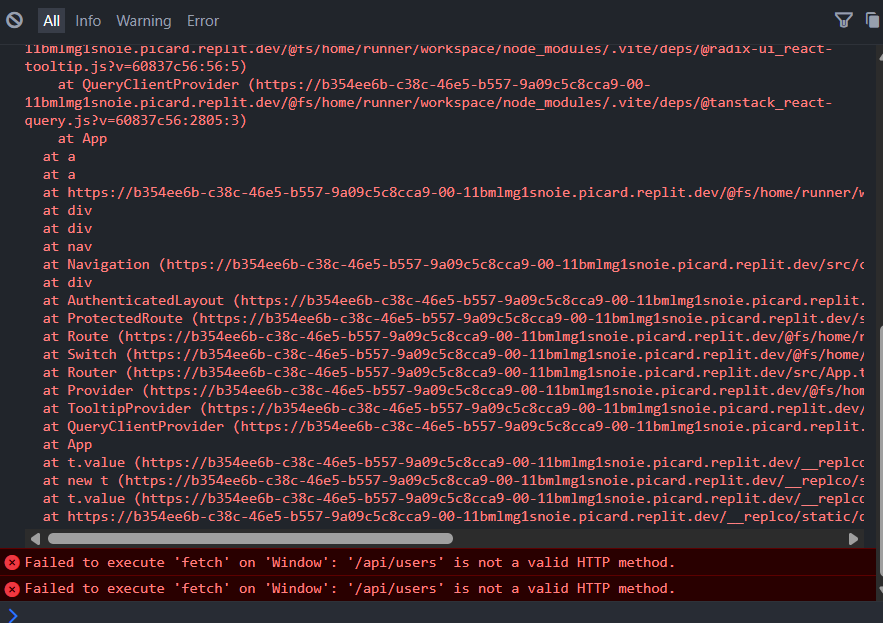 All Info Warning Error
11bmlmg1snoie.picard.replit.dev/@fs/home/runner/workspace/node_modules/.vite/deps/@radix-ui_react-
tooltip.js?v=60837c56:56:5)
at QueryClientProvider (https://b354ee6b-c38c-46e5-b557-9a09c5c8cca9-00-
11bmlmg1snoie.picard.replit.dev/@fs/home/runner/workspace/node_modules/.vite/deps/@tanstack_react-
query.js?v=60837c56:2805:3)
at App
at a
at a
at https://b354ee6b-c38c-46e5-b557-9a09c5c8cca9-00-11bmlmg1snoie.picard.replit.dev/@fs/home/runner/w
at div
at div
at nav
at Navigation (https://b354ee6b-c38c-46e5-b557-9a09c5c8cca9-00-11bmlmg1snoie.picard.replit.dev/src/c
at div
at AuthenticatedLayout (https://b354ee6b-c38c-46e5-b557-9a09c5c8cca9-00-11bmlmg1snoie.picard.replit.
at ProtectedRoute (https://b354ee6b-c38c-46e5-b557-9a09c5c8cca9-00-11bmlmg1snoie.picard.replit.dev/s
at Route (https://b354ee6b-c38c-46e5-b557-9a09c5c8cca9-00-11bmlmg1snoie.picard.replit.dev/@fs/home/r
at Switch (https://b354ee6b-c38c-46e5-b557-9a09c5c8cca9-00-11bmlmg1snoie.picard.replit.dev/@fs/home/
at Router (https://b354ee6b-c38c-46e5-b557-9a09c5c8cca9-00-11bmlmg1snoie.picard.replit.dev/src/App.t
at Provider (https://b354ee6b-c38c-46e5-b557-9a09c5c8cca9-00-11bmlmg1snoie.picard.replit.dev/@fs/hom
at TooltipProvider (https://b354ee6b-c38c-46e5-b557-9a09c5c8cca9-00-11bmlmg1snoie.picard.replit.dev/
at QueryClientProvider (https://b354ee6b-c38c-46e5-b557-9a09c5c8cca9-00-11bmlmg1snoie.picard.replit.
at App
at t.value (https://b354ee6b-c38c-46e5-b557-9a09c5c8cca9-00-11bmlmg1snoie.picard.replit.dev/__replco
at new t (https://b354ee6b-c38c-46e5-b557-9a09c5c8cca9-00-11bmlmg1snoie.picard.replit.dev/__replco/s
at t.value (https://b354ee6b-c38c-46e5-b557-9a09c5c8cca9-00-11bmlmg1snoie.picard.replit.dev/__replco
at https://b354ee6b-c38c-46e5-b557-9a09c5c8cca9-00-11bmlmg1snoie.picard.replit.dev/__replco/static/d
Failed to execute 'fetch' on 'Window': '/api/users' is not a valid HTTP method.
Failed to execute 'fetch' on 'Window': '/api/users' is not a valid HTTP method.